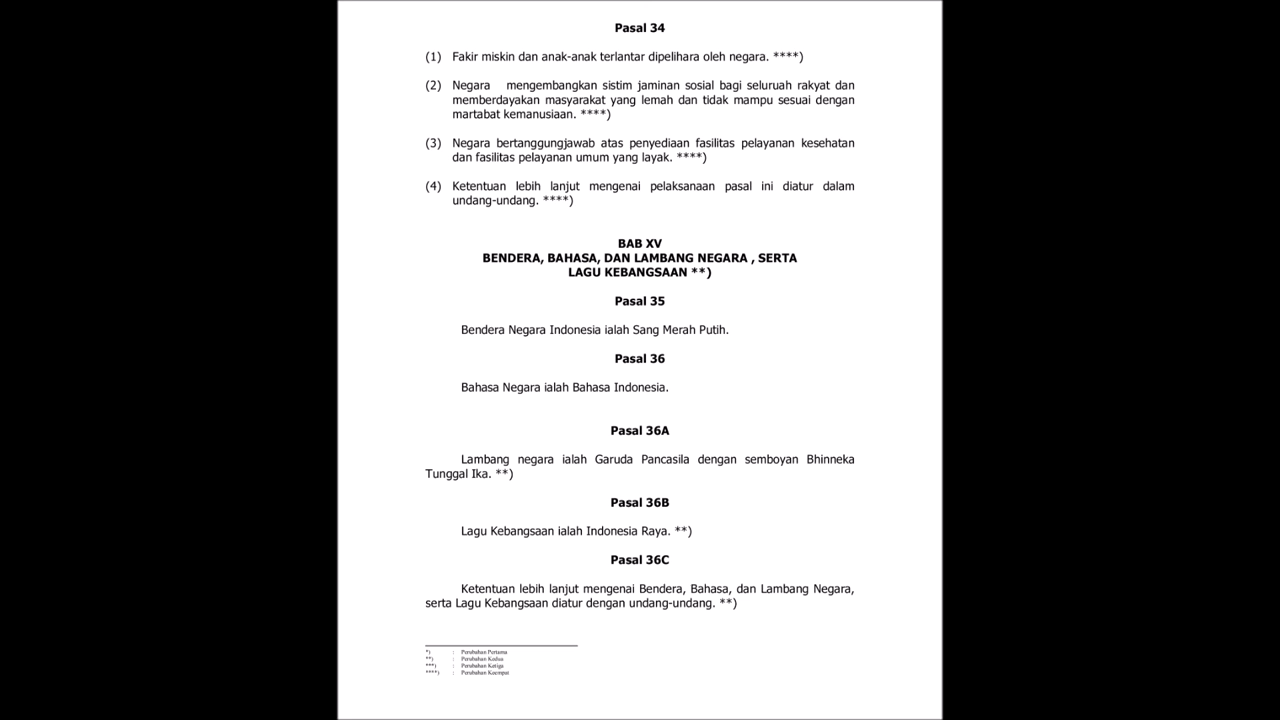 Pasal 34
(1) Fakir miskin dan anak-anak terlantar dipelihara oleh negara. ****)
(2) Negara mengembangkan sistim jaminan sosial bagi seluruah rakyat dan
memberdayakan masyarakat yang lemah dan tidak mampu sesuai dengan
martabat kemanusiaan. ****)
(3) Negara bertanggungjawab atas penyediaan fasilitas pelayanan kesehatan
dan fasilitas pelayanan umum yang layak. ****)
(4) Ketentuan lebih lanjut mengenai pelaksanaan pasal ini diatur dalam
undang-undang. ****)
BAB XV
BENDERA, BAHASA, DAN LAMBANG NEGARA , SERTA
LAGU KEBANGSAAN **)
Pasal 35
Bendera Negara Indonesia ialah Sang Merah Putih.
Pasal 36
Bahasa Negara ialah Bahasa Indonesia.
Pasal 36A
Lambang negara ialah Garuda Pancasila dengan semboyan Bhinneka
Tunggal Ika. **)
Pasal 36B
Lagu Kebangsaan ialah Indonesia Raya. **)
Pasal 36C
Ketentuan lebih lanjut mengenai Bendera, Bahasa, dan Lambang Negara,
serta Lagu Kebangsaan diatur dengan undang-undang. **)
*) : Perubahan Pertama
**) : Perubahan Kedua
***) : Perubahan Ketiga
****) : Perubahan Keempat